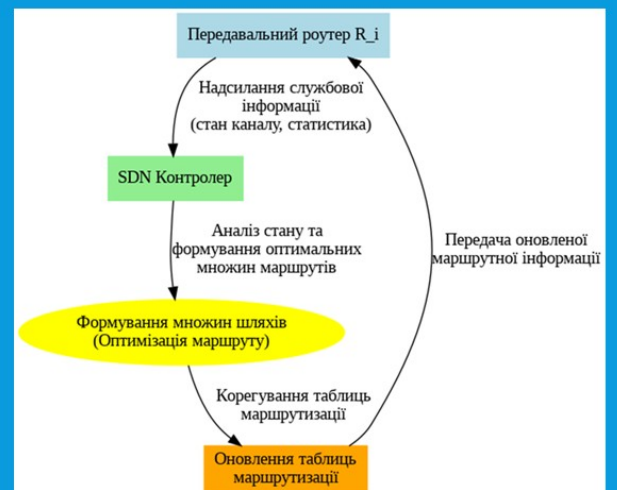 Передавальний роутер R_i
Надсилання службової
інформації
(стан каналу, статистика)
SDN Контролер
Аналіз стану та
формування оптимальних
множин маршрутів
Передача оновленої
маршрутної інформації
Формування множин шляхів
(Оптимізація маршруту)
Корегування таблиць
маршрутизації
Оновлення таблиць
маршрутизації